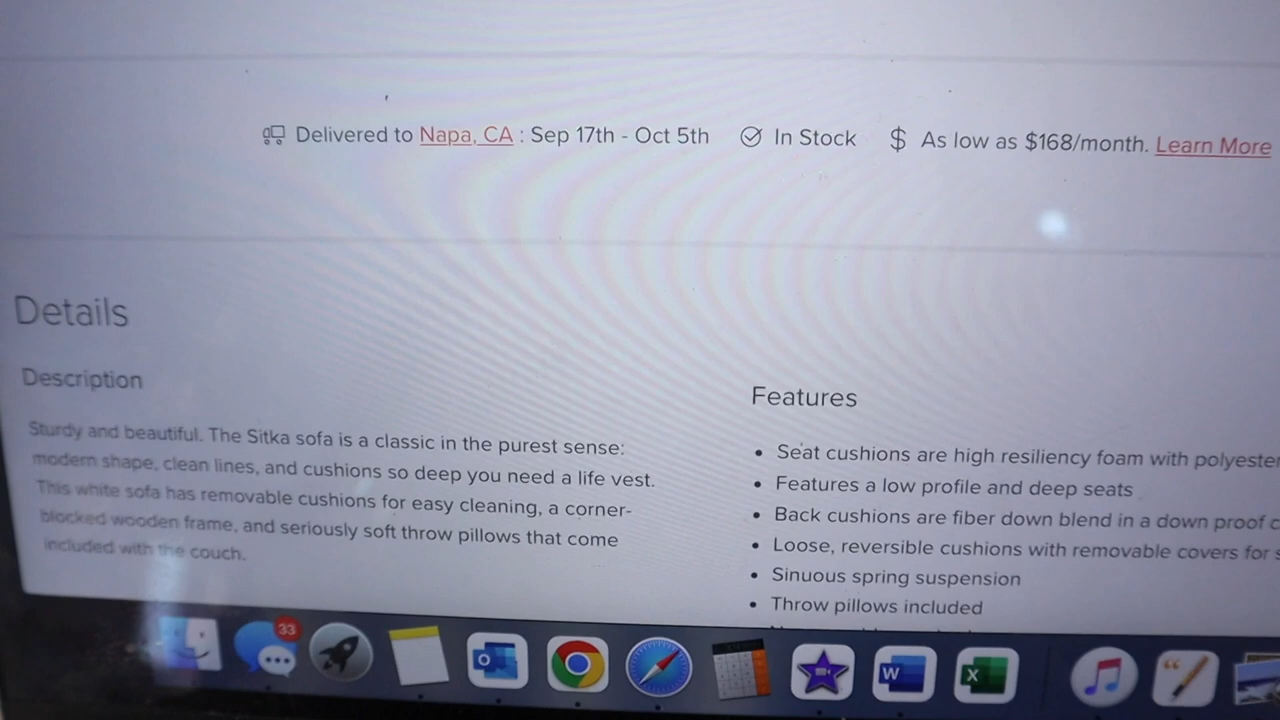 Delivered to Napa, CA : Sep 17th - Oct 5th In Stock $ As low as $168/month. Learn More
Details
Description
Sturdy and beautiful. The Sitka sofa is a classic in the purest sense:
modern shape, clean lines, and cushions so deep you need a life vest.
This white sofa has removable cushions for easy cleaning, a corner-
blocked wooden frame, and seriously soft throw pillows that come
included with the couch.
Features
• Seat cushions are high resiliency foam with polyester
• Features a low profile and deep seats
• Back cushions are fiber down blend in a down proof
• Loose, reversible cushions with removable covers for
• Sinuous spring suspension
• Throw pillows included
33
O
W
X